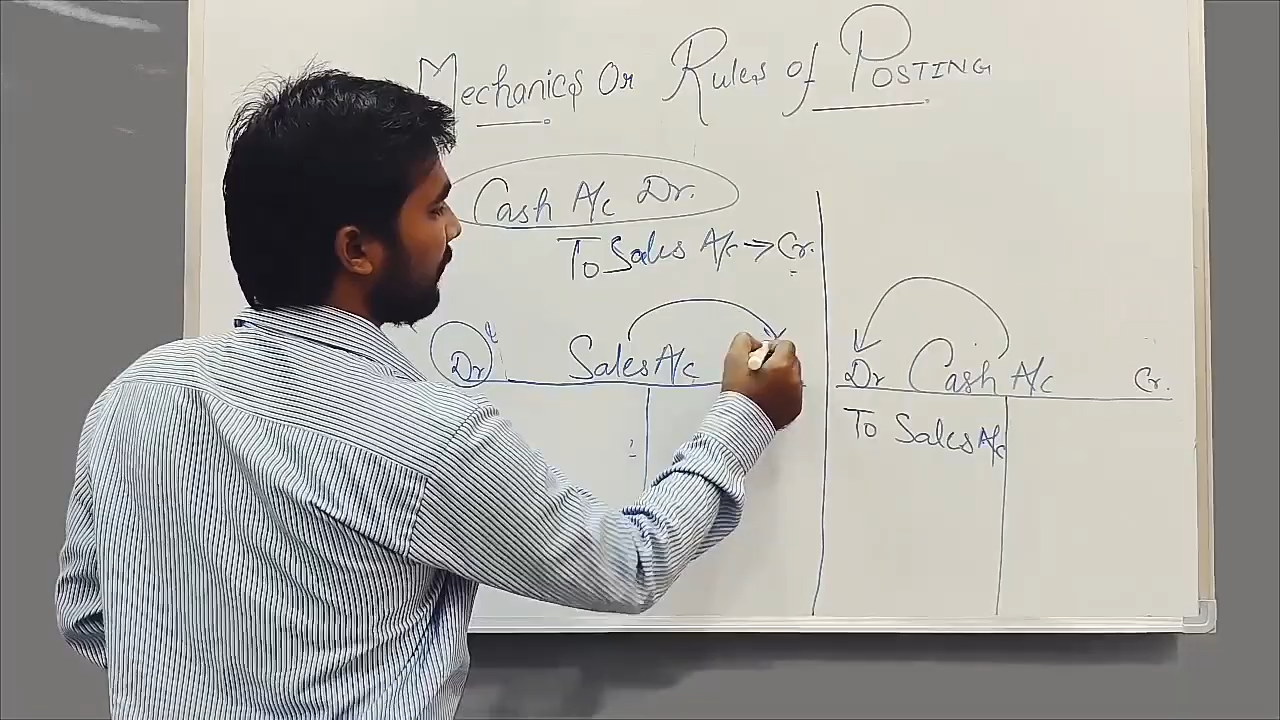 Mechanics Or Rules of POSTING
Cash A/c Dr.
To Sales A/c → Cr.
Dr Sales A/c
Dr Cash A/c Cr.
To Sales A/c